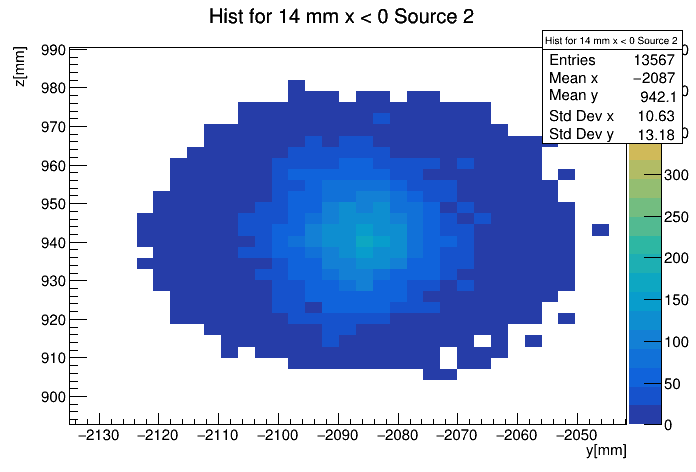 Hist for 14 mm x < 0 Source 2
Hist for 14 mm x < 0 Source 2
Entries 13567
Mean x −2087
Mean y 942.1
Std Dev x 10.63
Std Dev y 13.18
z[mm]
990
980
970
960
950
940
930
920
910
900
−2130 −2120 −2110 −2100 −2090 −2080 −2070 −2060 −2050
y[mm]
300
250
200
150
100
50
0